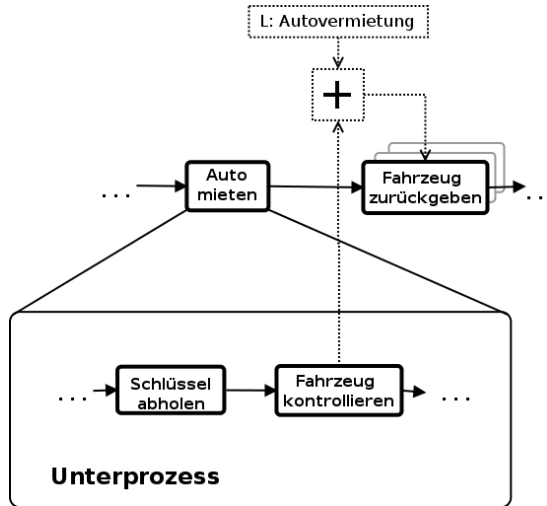 L: Autovermietung
+
Auto
mieten
Fahrzeug
zurückgeben
. . .
. .
Schlüssel
abholen
Fahrzeug
kontrollieren
. . .
. . .
Unterprozess